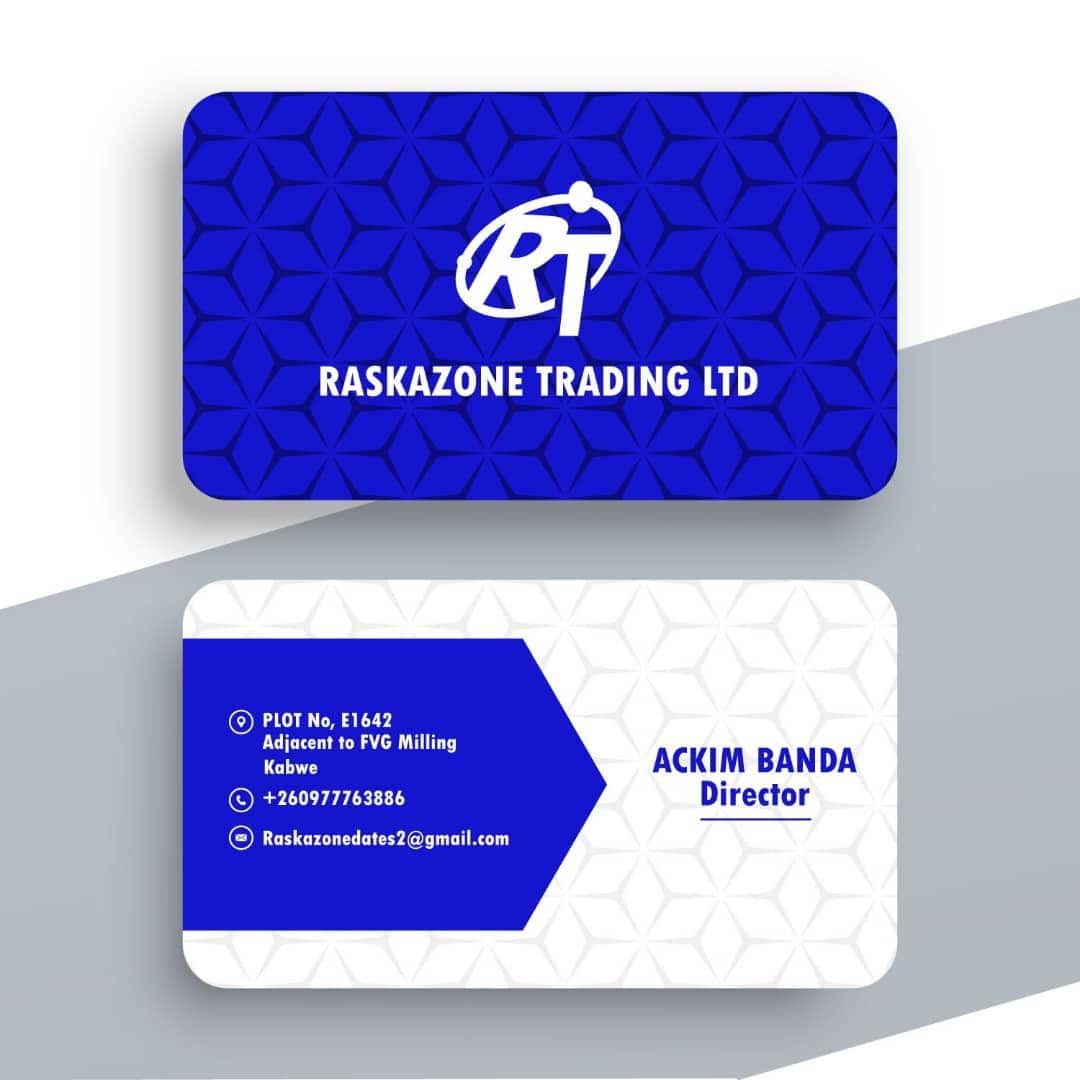 RT
RASKAZONE TRADING LTD
PLOT No, E1642
Adjacent to FVG Milling
Kabwe
+260977763886
Raskazonedates2@gmail.com
ACKIM BANDA
Director